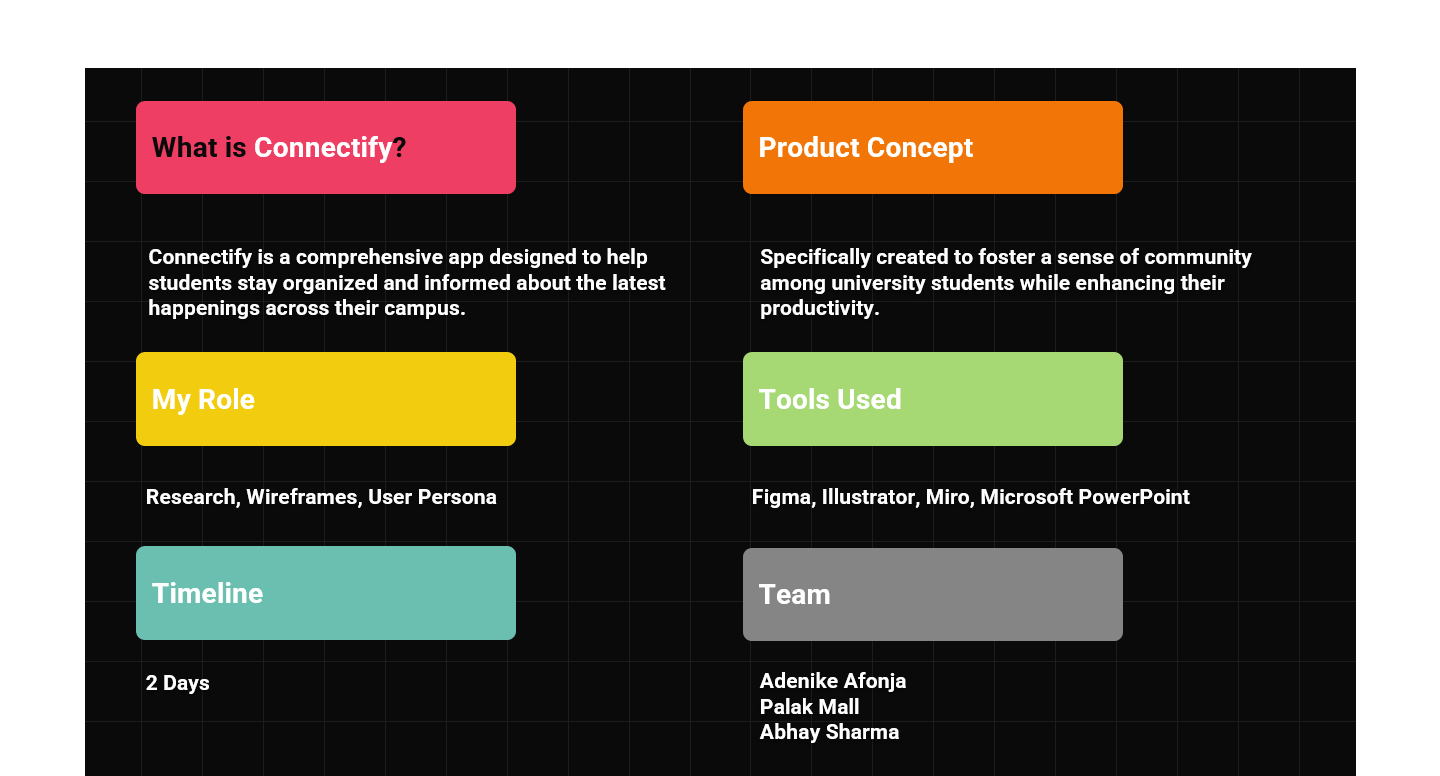 What is Connectify?
Connectify is a comprehensive app designed to help
students stay organized and informed about the latest
happenings across their campus.
Product Concept
Specifically created to foster a sense of community
among university students while enhancing their
productivity.
My Role
Research, Wireframes, User Persona
Tools Used
Figma, Illustrator, Miro, Microsoft PowerPoint
Timeline
2 Days
Team
Adenike Afonja
Palak Mall
Abhay Sharma